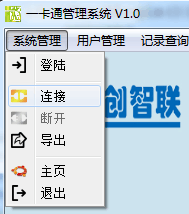 一卡通管理系统 V1.0
系统管理 用户管理 记录查询
登陆
连接
创智联
断开
导出
主页
退出